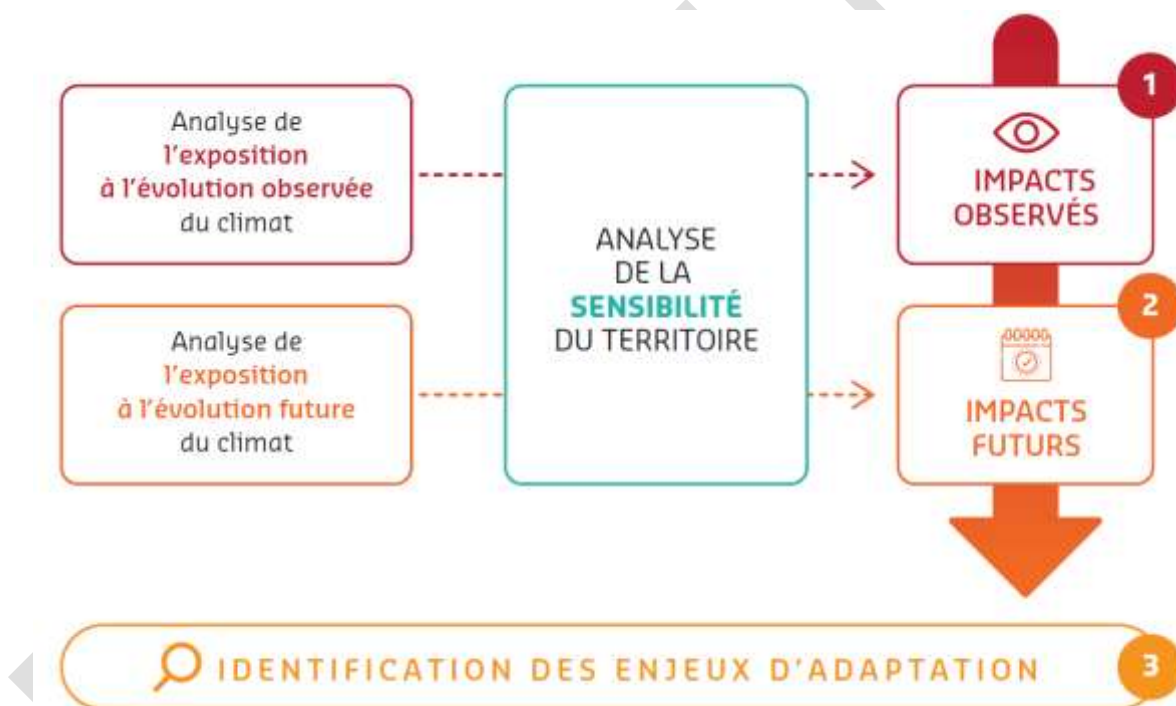 Analyse de
l'exposition
à l'évolution observée
du climat
ANALYSE
DE LA
SENSIBILITÉ
DU TERRITOIRE
1
IMPACTS
OBSERVÉS
Analyse de
l'exposition
à l'évolution future
du climat
2
IMPACTS
FUTURS
IDENTIFICATION DES ENJEUX D'ADAPTATION
3